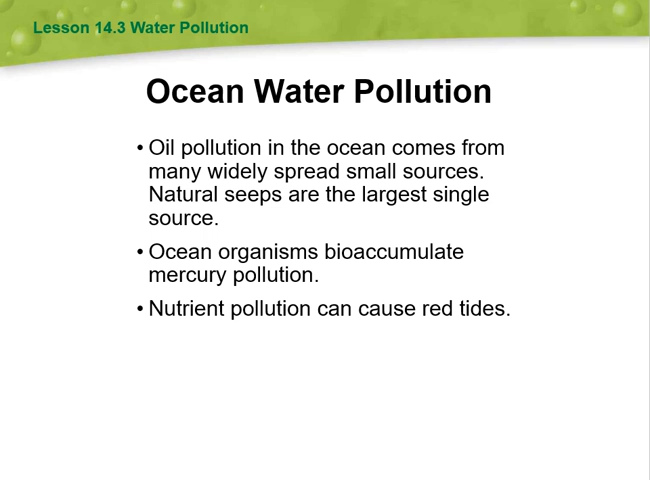 Lesson 14.3 Water Pollution
Ocean Water Pollution
• Oil pollution in the ocean comes from
many widely spread small sources.
Natural seeps are the largest single
source.
• Ocean organisms bioaccumulate
mercury pollution.
• Nutrient pollution can cause red tides.